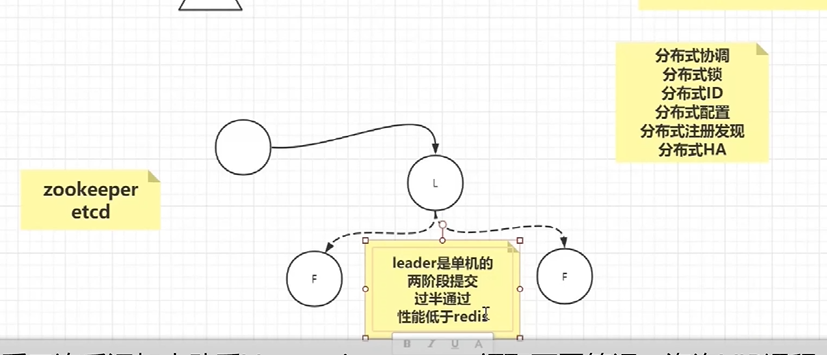 分布式协调
分布式锁
分布式ID
分布式配置
分布式注册发现
分布式HA
L
zookeeper
etcd
F
leader是单机的
两阶段提交
过半通过
性能低于redis
F
B I U A